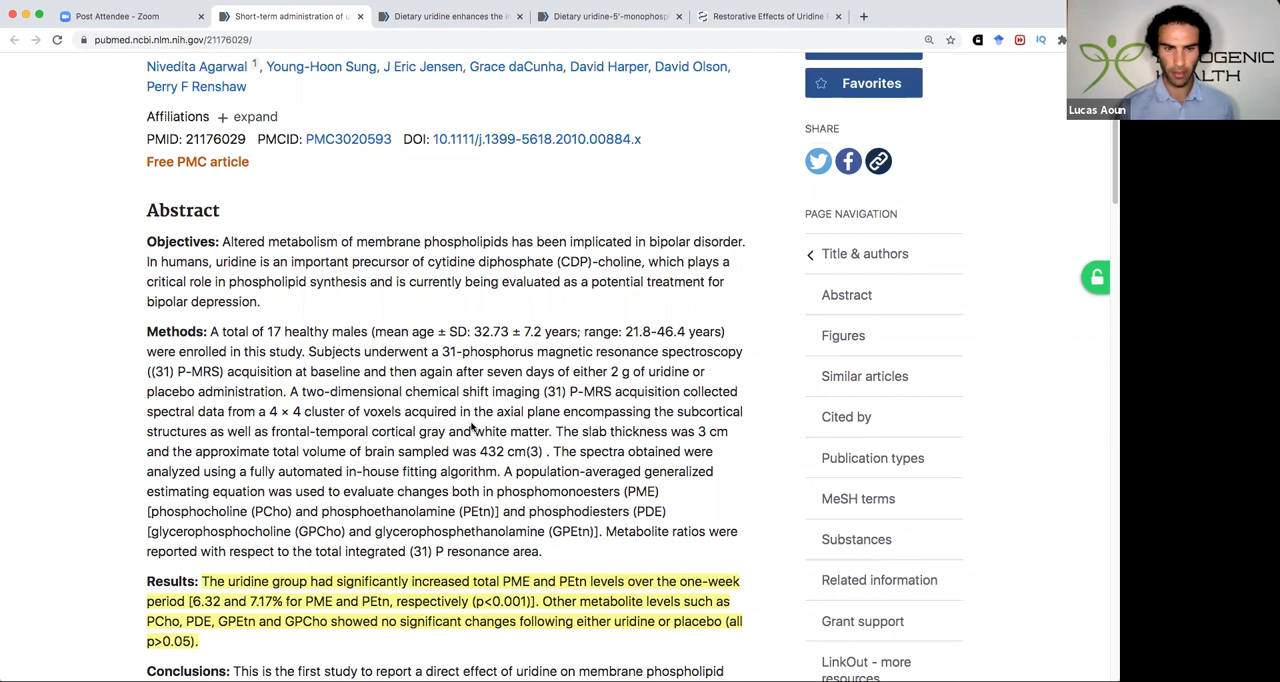 Post Attendee - Zoom
Short-term administration of u
Dietary uridine enhances the i
Dietary uridine-5'-monophosp
Restorative Effects of Uridine P
pubmed.ncbi.nlm.nih.gov/21176029/
IQ
OGENIC
HEALTH
Lucas Aoun
Nivedita Agarwal 1, Young-Hoon Sung, J Eric Jensen, Grace daCunha, David Harper, David Olson,
Perry F Renshaw
Affiliations + expand
PMID: 21176029 PMCID: PMC3020593 DOI: 10.1111/j.1399-5618.2010.00884.x
Free PMC article
Abstract
Objectives: Altered metabolism of membrane phospholipids has been implicated in bipolar disorder.
In humans, uridine is an important precursor of cytidine diphosphate (CDP)-choline, which plays a
critical role in phospholipid synthesis and is currently being evaluated as a potential treatment for
bipolar depression.
Methods: A total of 17 healthy males (mean age ± SD: 32.73 ± 7.2 years; range: 21.8-46.4 years)
were enrolled in this study. Subjects underwent a 31-phosphorus magnetic resonance spectroscopy
((31) P-MRS) acquisition at baseline and then again after seven days of either 2 g of uridine or
placebo administration. A two-dimensional chemical shift imaging (31) P-MRS acquisition collected
spectral data from a 4 × 4 cluster of voxels acquired in the axial plane encompassing the subcortical
structures as well as frontal-temporal cortical gray and white matter. The slab thickness was 3 cm
and the approximate total volume of brain sampled was 432 cm(3) . The spectra obtained were
analyzed using a fully automated in-house fitting algorithm. A population-averaged generalized
estimating equation was used to evaluate changes both in phosphomonoesters (PME)
[phosphocholine (PCho) and phosphoethanolamine (PEtn)] and phosphodiesters (PDE)
[glycerophosphocholine (GPCho) and glycerophosphethanolamine (GPEtn)]. Metabolite ratios were
reported with respect to the total integrated (31) P resonance area.
Results: The uridine group had significantly increased total PME and PEtn levels over the one-week
period [6.32 and 7.17% for PME and PEtn, respectively (p<0.001)]. Other metabolite levels such as
PCho, PDE, GPEtn and GPCho showed no significant changes following either uridine or placebo (all
p>0.05).
Conclusions: This is the first study to report a direct effect of uridine on membrane phospholipid
Favorites
SHARE
PAGE NAVIGATION
Title & authors
Abstract
Figures
Similar articles
Cited by
Publication types
MeSH terms
Substances
Related information
Grant support
LinkOut - more
resources